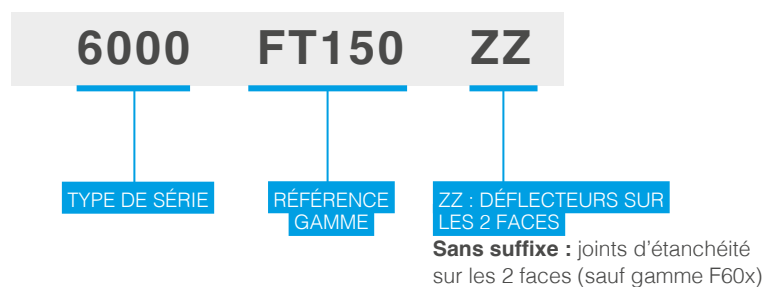 6000 FT150 ZZ
TYPE DE SÉRIE
RÉFÉRENCE
GAMME
ZZ : DÉFLECTEURS SUR
LES 2 FACES
Sans suffixe : joints d’étanchéité
sur les 2 faces (sauf gamme F60x)